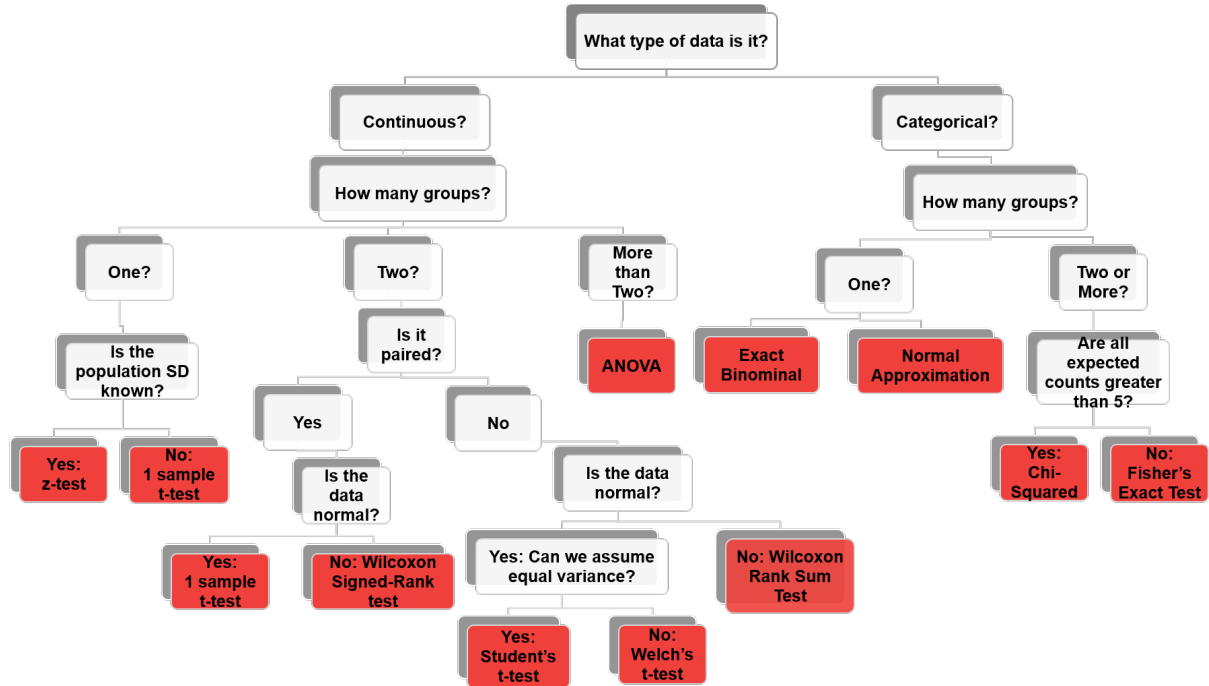 What type of data is it?
Continuous?
Categorical?
How many groups?
How many groups?
One?
Two?
More
than
Two?
One?
Two or
More?
Is the
population SD
known?
Is it
paired?
ANOVA
Exact
Binominal
Normal
Approximation
Are all
expected
counts greater
than 5?
Yes
No
Yes:
z-test
No:
1 sample
t-test
Is the
data
normal?
Is the data
normal?
Yes:
Chi-
Squared
No:
Fisher’s
Exact Test
Yes:
1 sample
t-test
No: Wilcoxon
Signed-Rank
test
Yes: Can we assume
equal variance?
No: Wilcoxon
Rank Sum
Test
Yes:
Student’s
t-test
No:
Welch’s
t-test